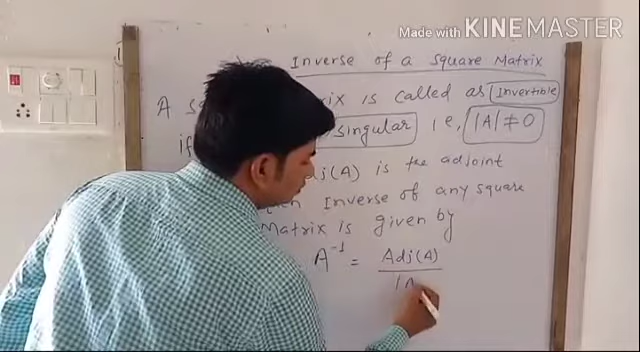 Made with KINEMASTER
Inverse of a Square Matrix
A is called as Invertible
if singular i.e, |A| ≠ 0
(A) is the adjoint
Inverse of any square
Matrix is given by
A⁻¹ = Adj(A)
|A